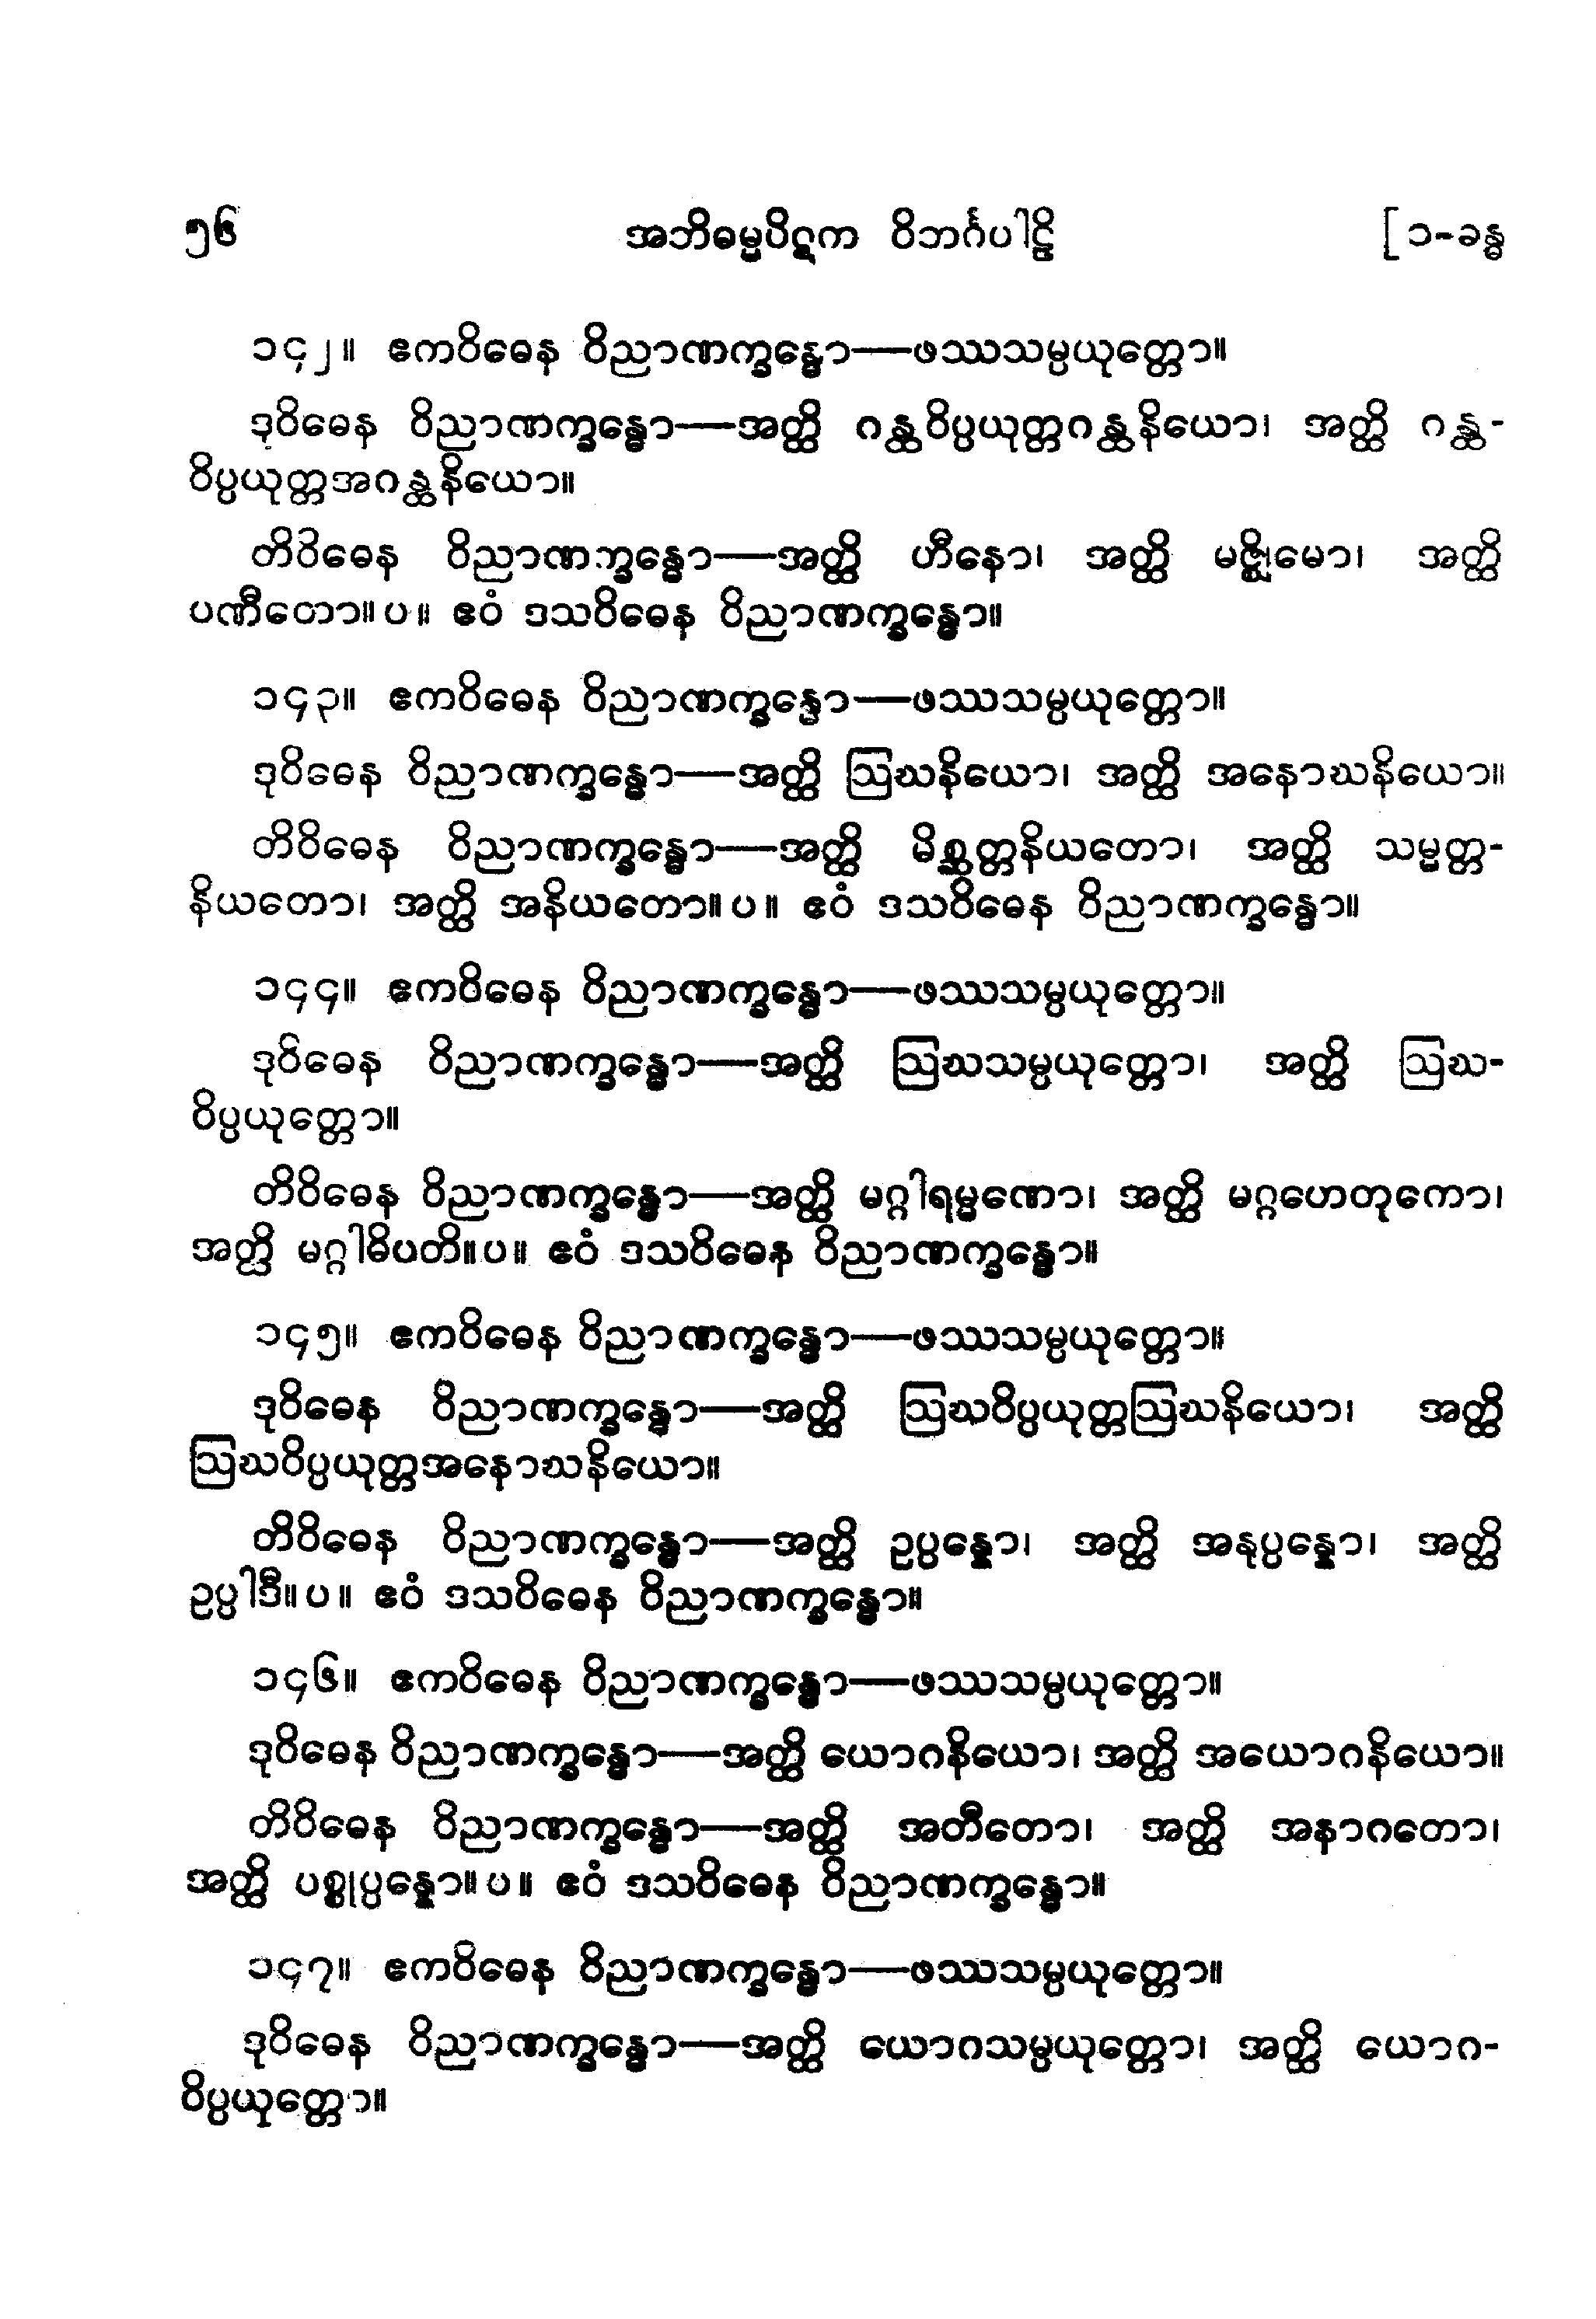 ၅၆ အဘိဓမ္မပိဋက ဝိဘင်္ဂပါဠိ [ ၁-ခန္ဓ
၁၄၂။ ဧကဝိဓေန ဝိညာဏက္ခန္ဓော—ဖဿသမ္ပယုတ္တော။
ဒုဝိဓေန ဝိညာဏက္ခန္ဓော—အတ္ထိ ဂန္ထဝိပ္ပယုတ္တဂန္ထနိယော၊ အတ္ထိ ဂန္ထ-
ဝိပ္ပယုတ္တအဂန္ထနိယော။
တိဝိဓေန ဝိညာဏက္ခန္ဓော—အတ္ထိ ဟီနော၊ အတ္ထိ မဇ္ဈိမော၊ အတ္ထိ
ပဏီတော။ပ။ ဧဝံ ဒသဝိဓေန ဝိညာဏက္ခန္ဓော။
၁၄၃။ ဧကဝိဓေန ဝိညာဏက္ခန္ဓော—ဖဿသမ္ပယုတ္တော။
ဒုဝိဓေန ဝိညာဏက္ခန္ဓော—အတ္ထိ ဩဃနိယော၊ အတ္ထိ အနောဃနိယော။
တိဝိဓေန ဝိညာဏက္ခန္ဓော—အတ္ထိ မိစ္ဆတ္တနိယတော၊ အတ္ထိ သမ္မတ္တ-
နိယတော၊ အတ္ထိ အနိယတော။ပ။ ဧဝံ ဒသဝိဓေန ဝိညာဏက္ခန္ဓော။
၁၄၄။ ဧကဝိဓေန ဝိညာဏက္ခန္ဓော—ဖဿသမ္ပယုတ္တော။
ဒုဝိဓေန ဝိညာဏက္ခန္ဓော—အတ္ထိ ဩဃသမ္ပယုတ္တော၊ အတ္ထိ ဩဃ-
ဝိပ္ပယုတ္တော။
တိဝိဓေန ဝိညာဏက္ခန္ဓော—အတ္ထိ မဂ္ဂါရမ္မဏော၊ အတ္ထိ မဂ္ဂဟေတုကော၊
အတ္ထိ မဂ္ဂါဓိပတိ။ပ။ ဧဝံ ဒသဝိဓေန ဝိညာဏက္ခန္ဓော။
၁၄၅။ ဧကဝိဓေန ဝိညာဏက္ခန္ဓော—ဖဿသမ္ပယုတ္တော။
ဒုဝိဓေန ဝိညာဏက္ခန္ဓော—အတ္ထိ ဩဃဝိပ္ပယုတ္တဩဃနိယော၊ အတ္ထိ
ဩဃဝိပ္ပယုတ္တအနောဃနိယော။
တိဝိဓေန ဝိညာဏက္ခန္ဓော—အတ္ထိ ဥပ္ပန္နော၊ အတ္ထိ အနုပ္ပန္နော၊ အတ္ထိ
ဥပ္ပါဒီ။ပ။ ဧဝံ ဒသဝိဓေန ဝိညာဏက္ခန္ဓော။
၁၄၆။ ဧကဝိဓေန ဝိညာဏက္ခန္ဓော—ဖဿသမ္ပယုတ္တော။
ဒုဝိဓေန ဝိညာဏက္ခန္ဓော—အတ္ထိ ယောဂနိယော၊ အတ္ထိ အယောဂနိယော။
တိဝိဓေန ဝိညာဏက္ခန္ဓော—အတ္ထိ အတီတော၊ အတ္ထိ အနာဂတော၊
အတ္ထိ ပစ္စုပ္ပန္နော။ပ။ ဧဝံ ဒသဝိဓေန ဝိညာဏက္ခန္ဓော။
၁၄၇။ ဧကဝိဓေန ဝိညာဏက္ခန္ဓော—ဖဿသမ္ပယုတ္တော။
ဒုဝိဓေန ဝိညာဏက္ခန္ဓော—အတ္ထိ ယောဂသမ္ပယုတ္တော၊ အတ္ထိ ယောဂ-
ဝိပ္ပယုတ္တော။